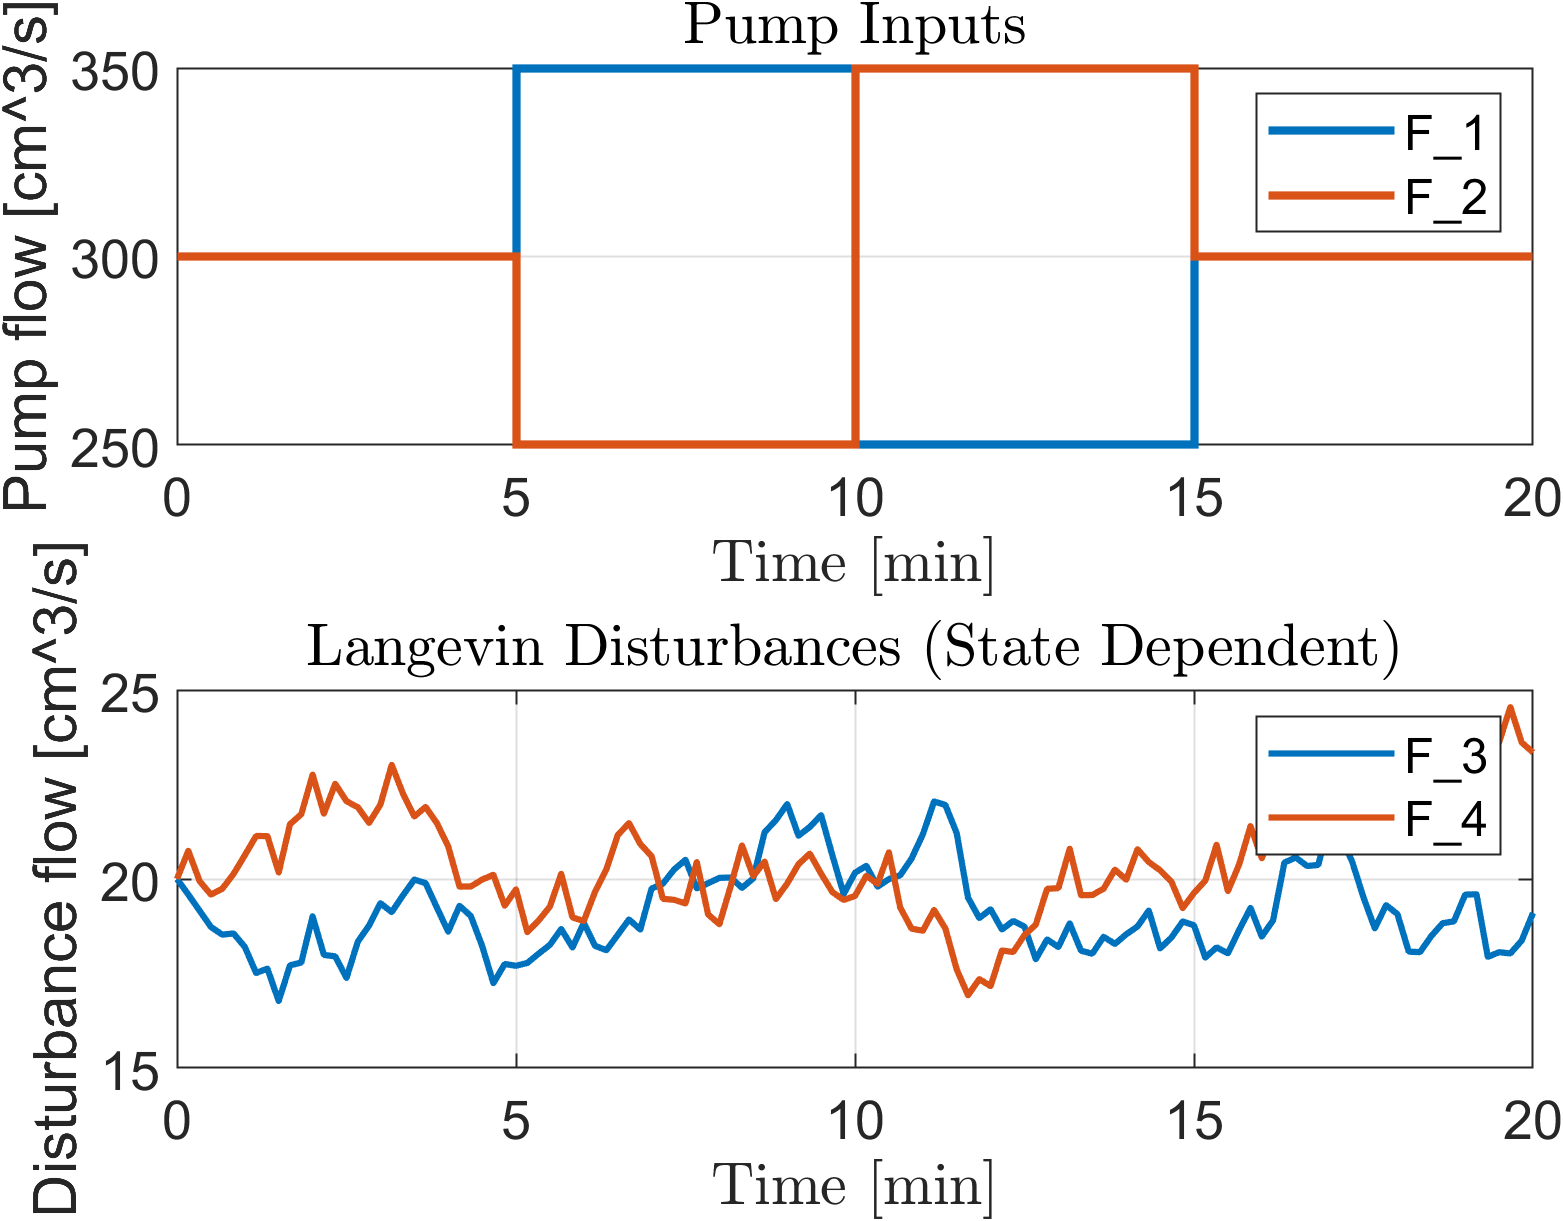 Pump Inputs
Pump flow [cm^3/s]
350
300
250
F_1
F_2
0 5 10 15 20
Time [min]
Langevin Disturbances (State Dependent)
Disturbance flow [cm^3/s]
25
20
15
F_3
F_4
0 5 10 15 20
Time [min]